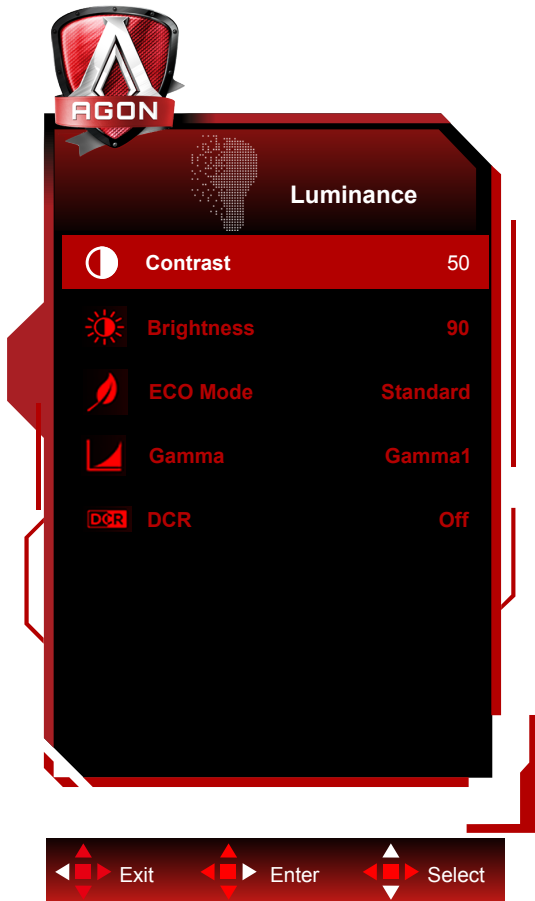 AGON
Luminance
Contrast 50
Brightness 90
ECO Mode Standard
Gamma Gamma1
DCR DCR Off
Exit Enter Select